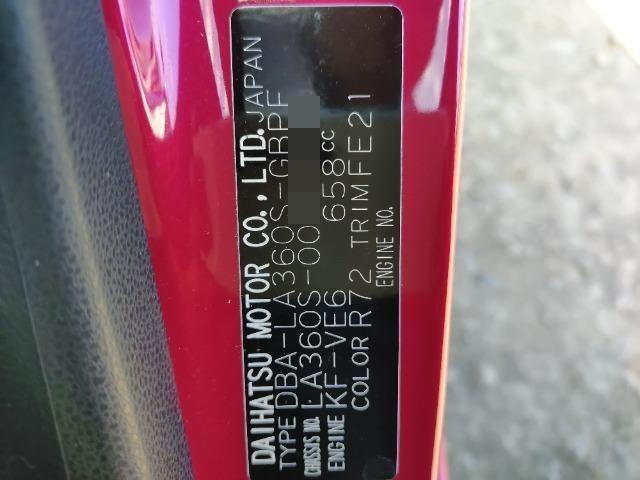 DAIHATSU MOTOR CO., LTD. JAPAN
TYPE DBA-LA360S-GBPF
CHASSIS NO. LA360S-00
ENGINE KF-VE6 658cc
COLOR R72 TRIM FE21
ENGINE NO.